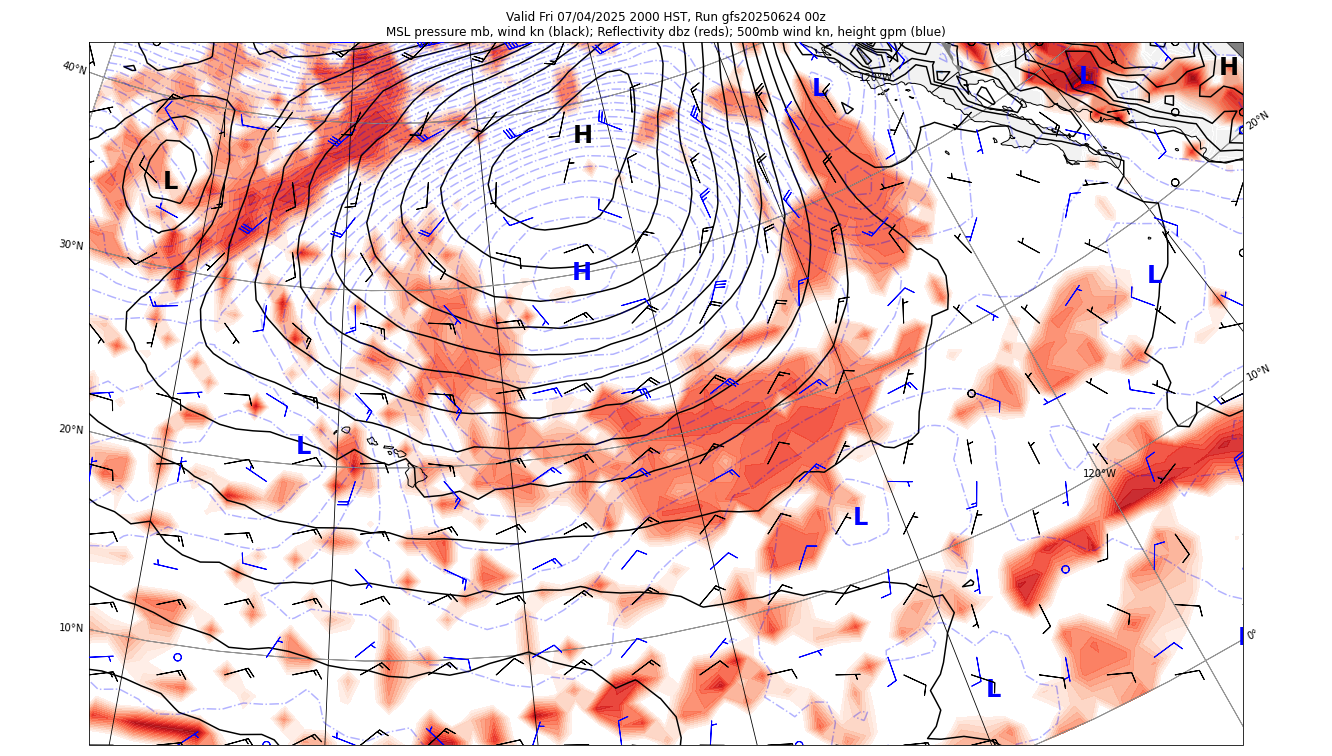 Valid Fri 07/04/2025 2000 HST, Run gfs20250624 00z
MSL pressure mb, wind kn (black); Reflectivity dbz (reds); 500mb wind kn, height gpm (blue)
40°N
120°W
L
L
H
20°N
H
L
30°N
H
L
10°N
20°N
L
120°W
L
10°N
0°
L